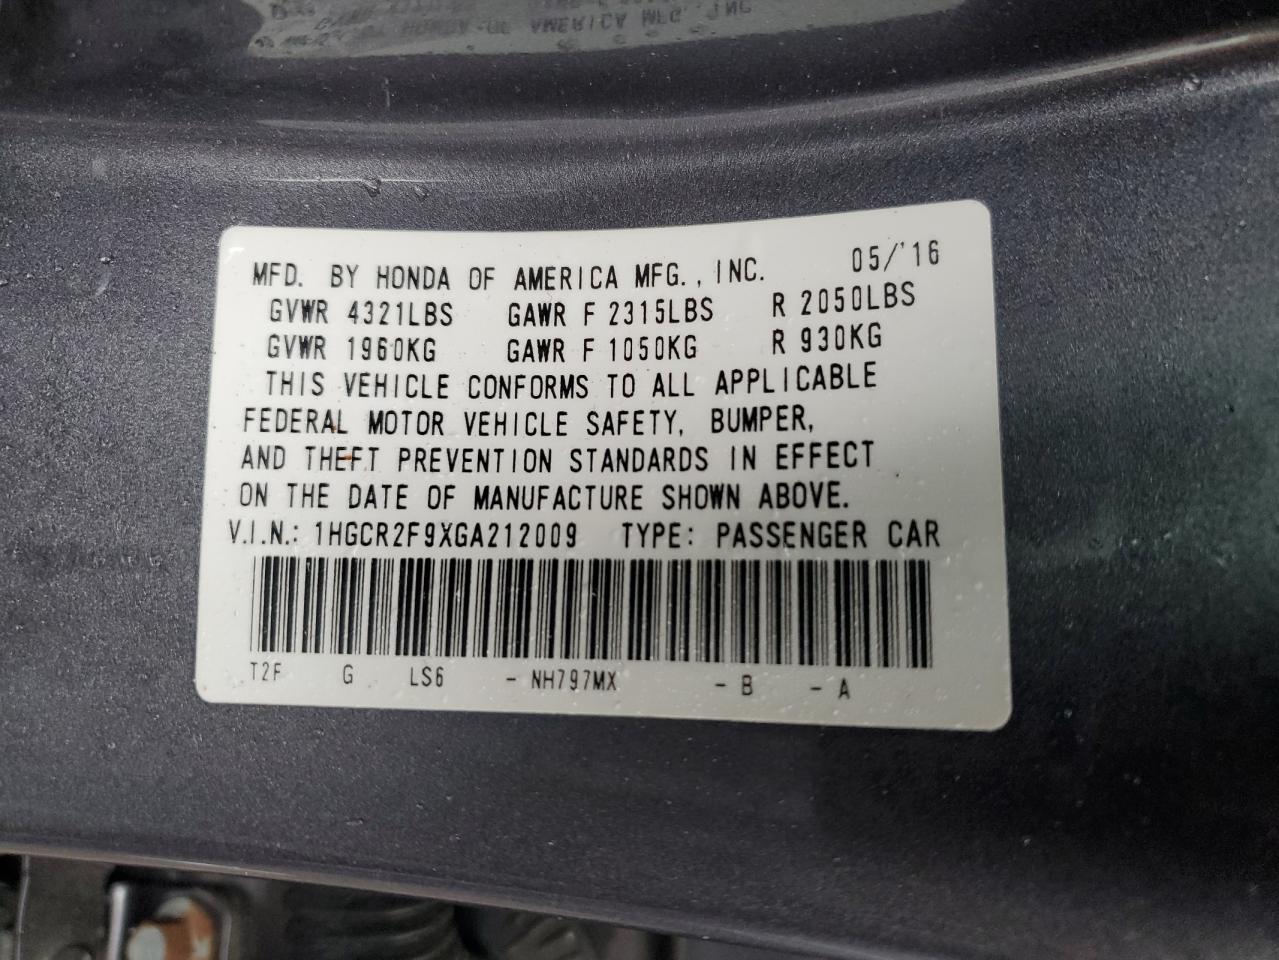 MFD. BY HONDA OF AMERICA MFG., INC. 05/'16
GVWR 4321LBS GAWR F 2315LBS R 2050LBS
GVWR 1960KG GAWR F 1050KG R 930KG
THIS VEHICLE CONFORMS TO ALL APPLICABLE
FEDERAL MOTOR VEHICLE SAFETY, BUMPER,
AND THEFT PREVENTION STANDARDS IN EFFECT
ON THE DATE OF MANUFACTURE SHOWN ABOVE.
V.I.N.: 1HGCR2F9XGA212009 TYPE: PASSENGER CAR
T2F G LS6 - NH797MX - B - A